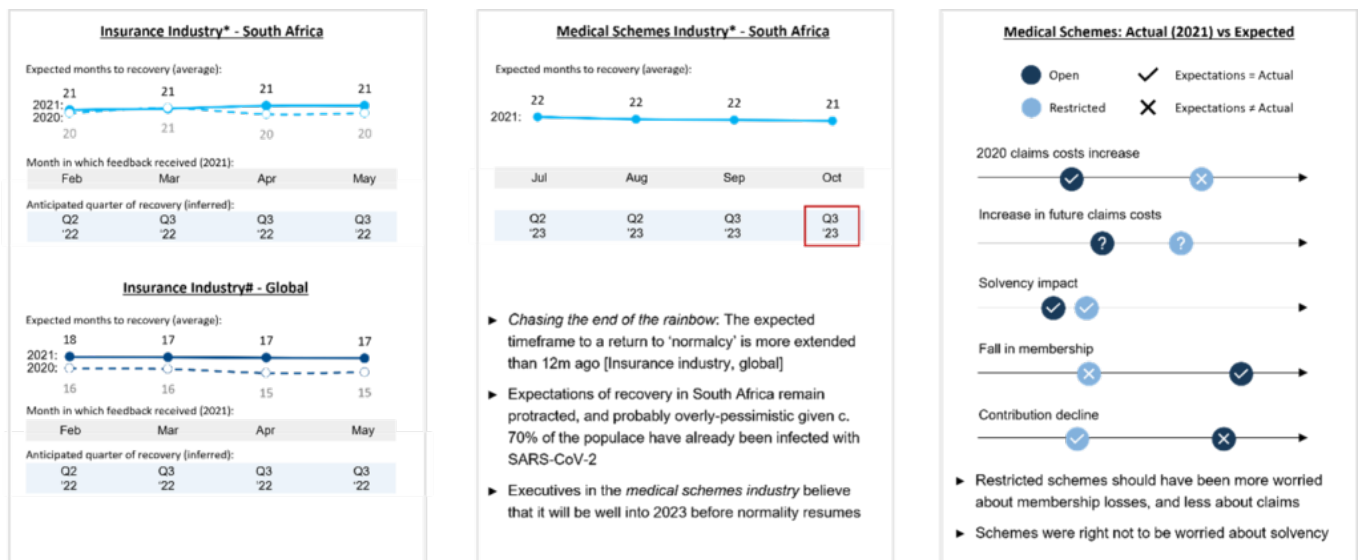 Insurance Industry* - South Africa
Expected months to recovery (average):
21 21 21 21
2021:
2020:
20 21 20 20
Month in which feedback received (2021):
Feb Mar Apr May
Anticipated quarter of recovery (inferred):
Q2 Q3 Q3 Q3
'22 '22 '22 '22
Insurance Industry# - Global
Expected months to recovery (average):
18 17 17 17
2021:
2020:
16 16 15 15
Month in which feedback received (2021):
Feb Mar Apr May
Anticipated quarter of recovery (inferred):
Q2 Q3 Q3 Q3
'22 '22 '22 '22
Medical Schemes Industry* - South Africa
Expected months to recovery (average):
22 22 22 21
2021:
Jul Aug Sep Oct
Q2 Q2 Q3 Q3
'23 '23 '23 '23
► Chasing the end of the rainbow: The expected
timeframe to a return to 'normalcy' is more extended
than 12m ago [Insurance industry, global]
► Expectations of recovery in South Africa remain
protracted, and probably overly-pessimistic given c.
70% of the populace have already been infected with
SARS-CoV-2
► Executives in the medical schemes industry believe
that it will be well into 2023 before normality resumes
Medical Schemes: Actual (2021) vs Expected
Open Expectations = Actual
Restricted Expectations ≠ Actual
2020 claims costs increase
Increase in future claims costs
? ?
Solvency impact
Fall in membership
Contribution decline
► Restricted schemes should have been more worried
about membership losses, and less about claims
► Schemes were right not to be worried about solvency